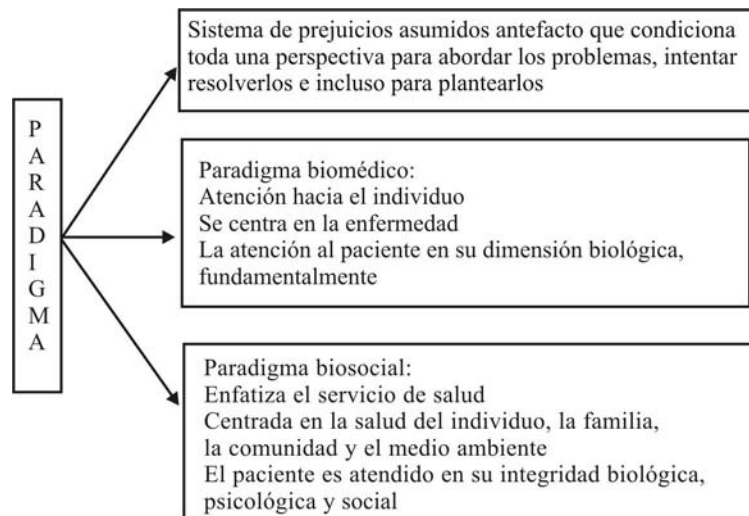 PARADIGMA
Sistema de prejuicios asumidos antefacto que condiciona
toda una perspectiva para abordar los problemas, intentar
resolverlos e incluso para plantearlos
Paradigma biomédico:
Atención hacia el individuo
Se centra en la enfermedad
La atención al paciente en su dimensión biológica,
fundamentalmente
Paradigma biosocial:
Enfatiza el servicio de salud
Centrada en la salud del individuo, la familia,
la comunidad y el medio ambiente
El paciente es atendido en su integridad biológica,
psicológica y social